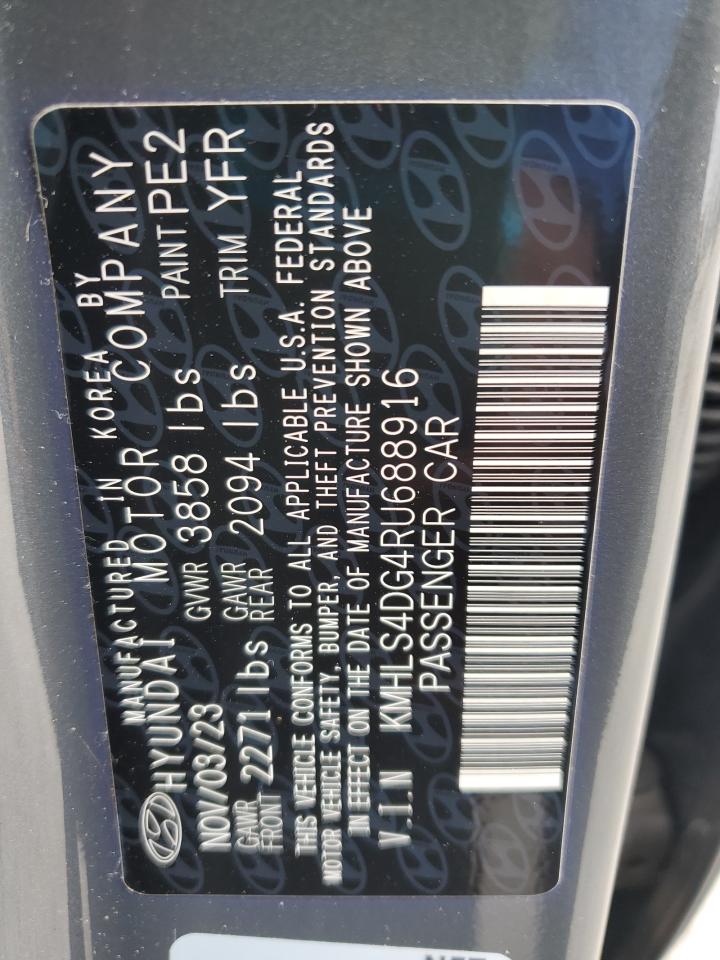 MANUFACTURED IN KOREA BY
HYUNDAI MOTOR COMPANY
NOV/03/23 GVWR 3858 lbs PAINT PE2
GAWR FRONT 2271 lbs GAWR REAR 2094 lbs TRIM YFR
THIS VEHICLE CONFORMS TO ALL APPLICABLE U.S.A. FEDERAL
MOTOR VEHICLE SAFETY, BUMPER, AND THEFT PREVENTION STANDARDS
IN EFFECT ON THE DATE OF MANUFACTURE SHOWN ABOVE
V.I.N KMHLS4DG4RU688916
PASSENGER CAR